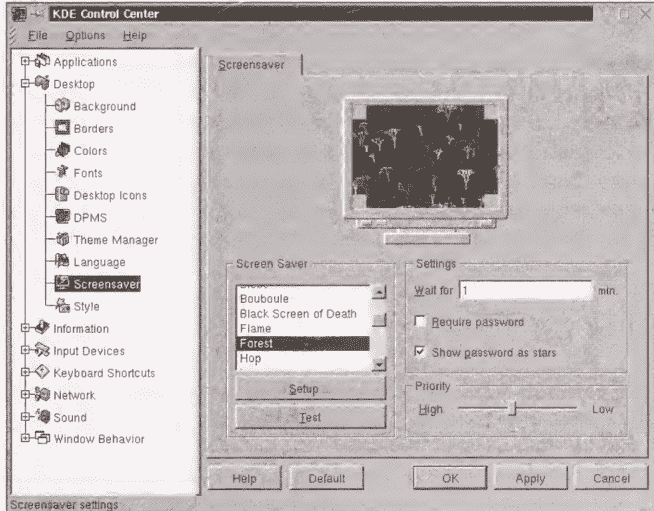 KDE Control Center
File Options Help
Applications
Desktop
Background
Borders
Colors
Fonts
Desktop Icons
DPMS
Theme Manager
Language
Screensaver
Style
Information
Input Devices
Keyboard Shortcuts
Network
Sound
Window Behavior
Screensaver
Screen Saver
Bouboule
Black Screen of Death
Flame
Forest
Hop
Setup ...
Test
Settings
Wait for 1 min.
Require password
Show password as stars
Priority
High Low
Help Default OK Apply Cancel
Screensaver settings